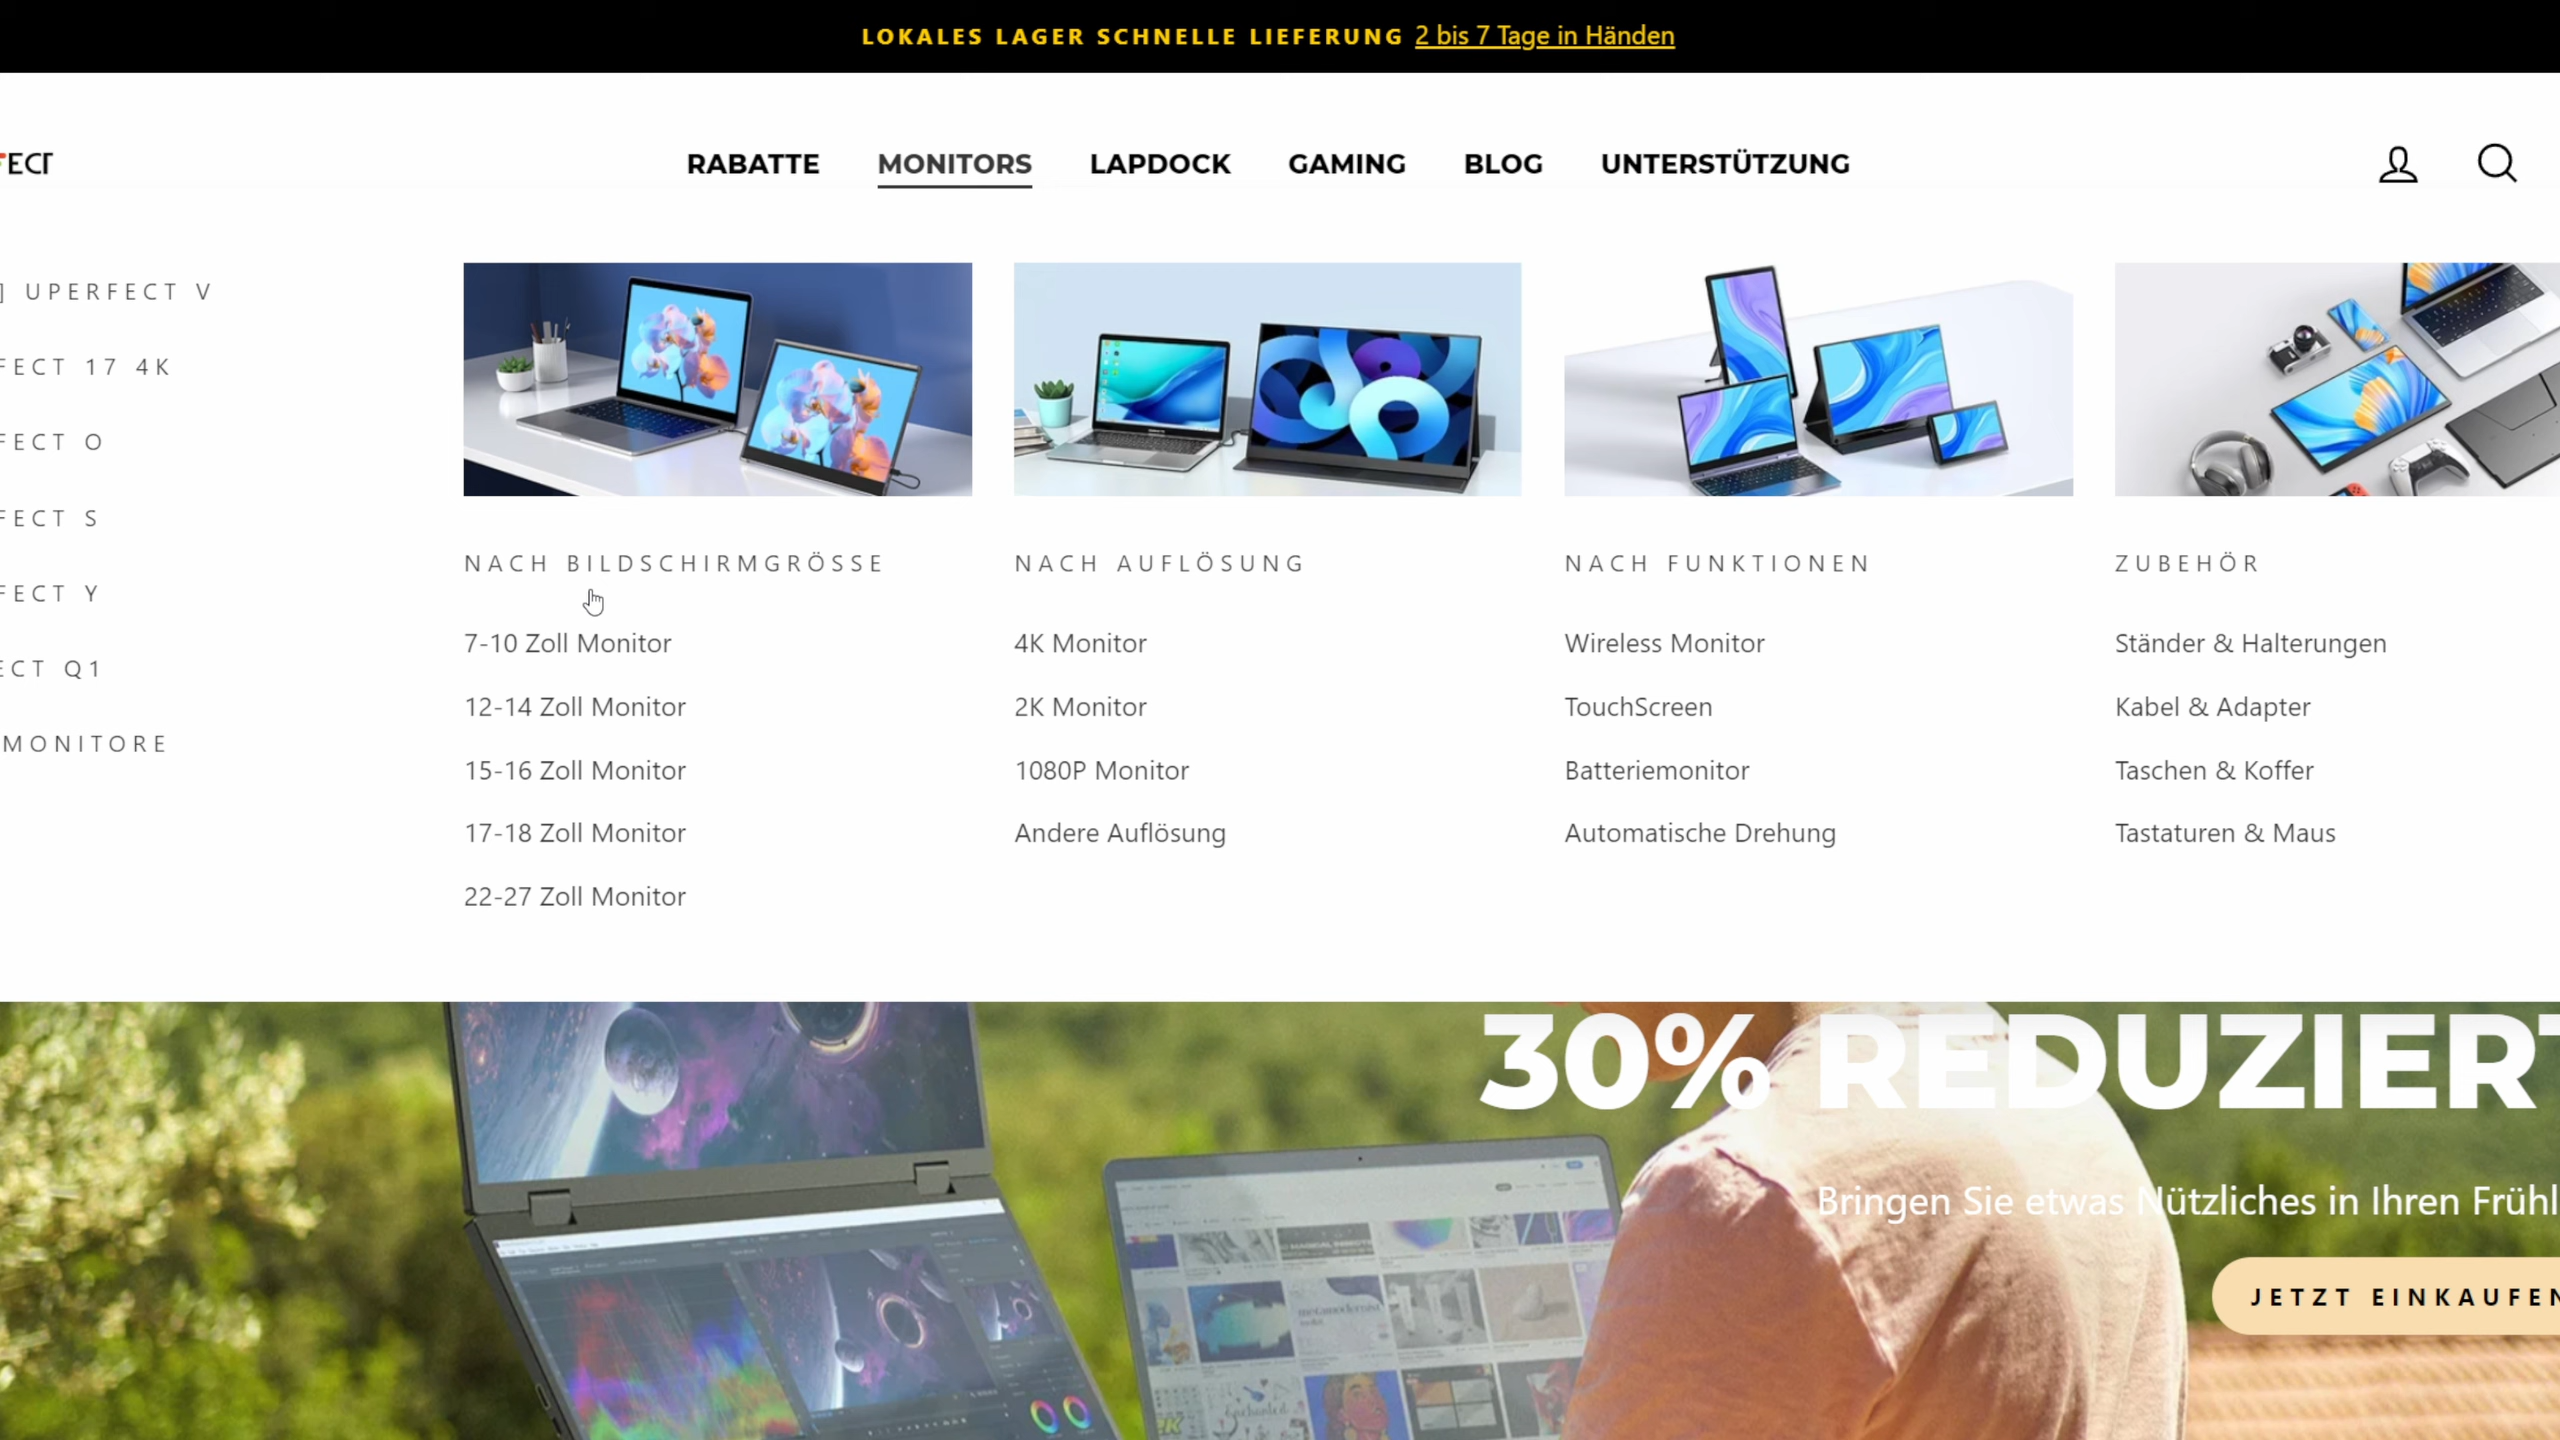 LOKALES LAGER SCHNELLE LIEFERUNG 2 bis 7 Tage in Händen
FECT
RABATTE MONITORS LAPDOCK GAMING BLOG UNTERSTÜTZUNG
] UPERFECT V
FECT 17 4K
FECT O
FECT S
FECT Y
ECT Q1
MONITORE
NACH BILDSCHIRMGRÖSSE
7-10 Zoll Monitor
12-14 Zoll Monitor
15-16 Zoll Monitor
17-18 Zoll Monitor
22-27 Zoll Monitor
NACH AUFLÖSUNG
4K Monitor
2K Monitor
1080P Monitor
Andere Auflösung
NACH FUNKTIONEN
Wireless Monitor
TouchScreen
Batteriemonitor
Automatische Drehung
ZUBEHÖR
Ständer & Halterungen
Kabel & Adapter
Taschen & Koffer
Tastaturen & Maus
30% REDUZIERT
Bringen Sie etwas Nützliches in Ihren Frühl
JETZT EINKAUFEN